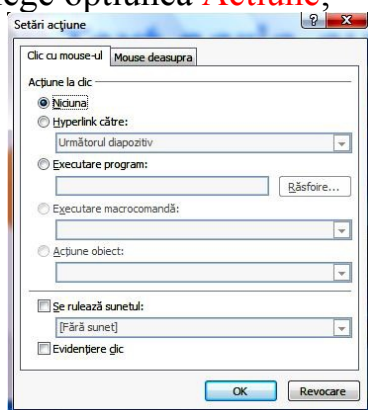 lege opțiunea Acțiune,
Setări acțiune
Clic cu mouse-ul
Mouse deasupra
Acțiune la clic
Niciuna
Hyperlink către:
Următorul diapozitiv
Executare program:
Răsfoire...
Executare macrocomandă:
Acțiune obiect:
Se rulează sunetul:
[Fără sunet]
Evidențiere clic
OK
Revocare